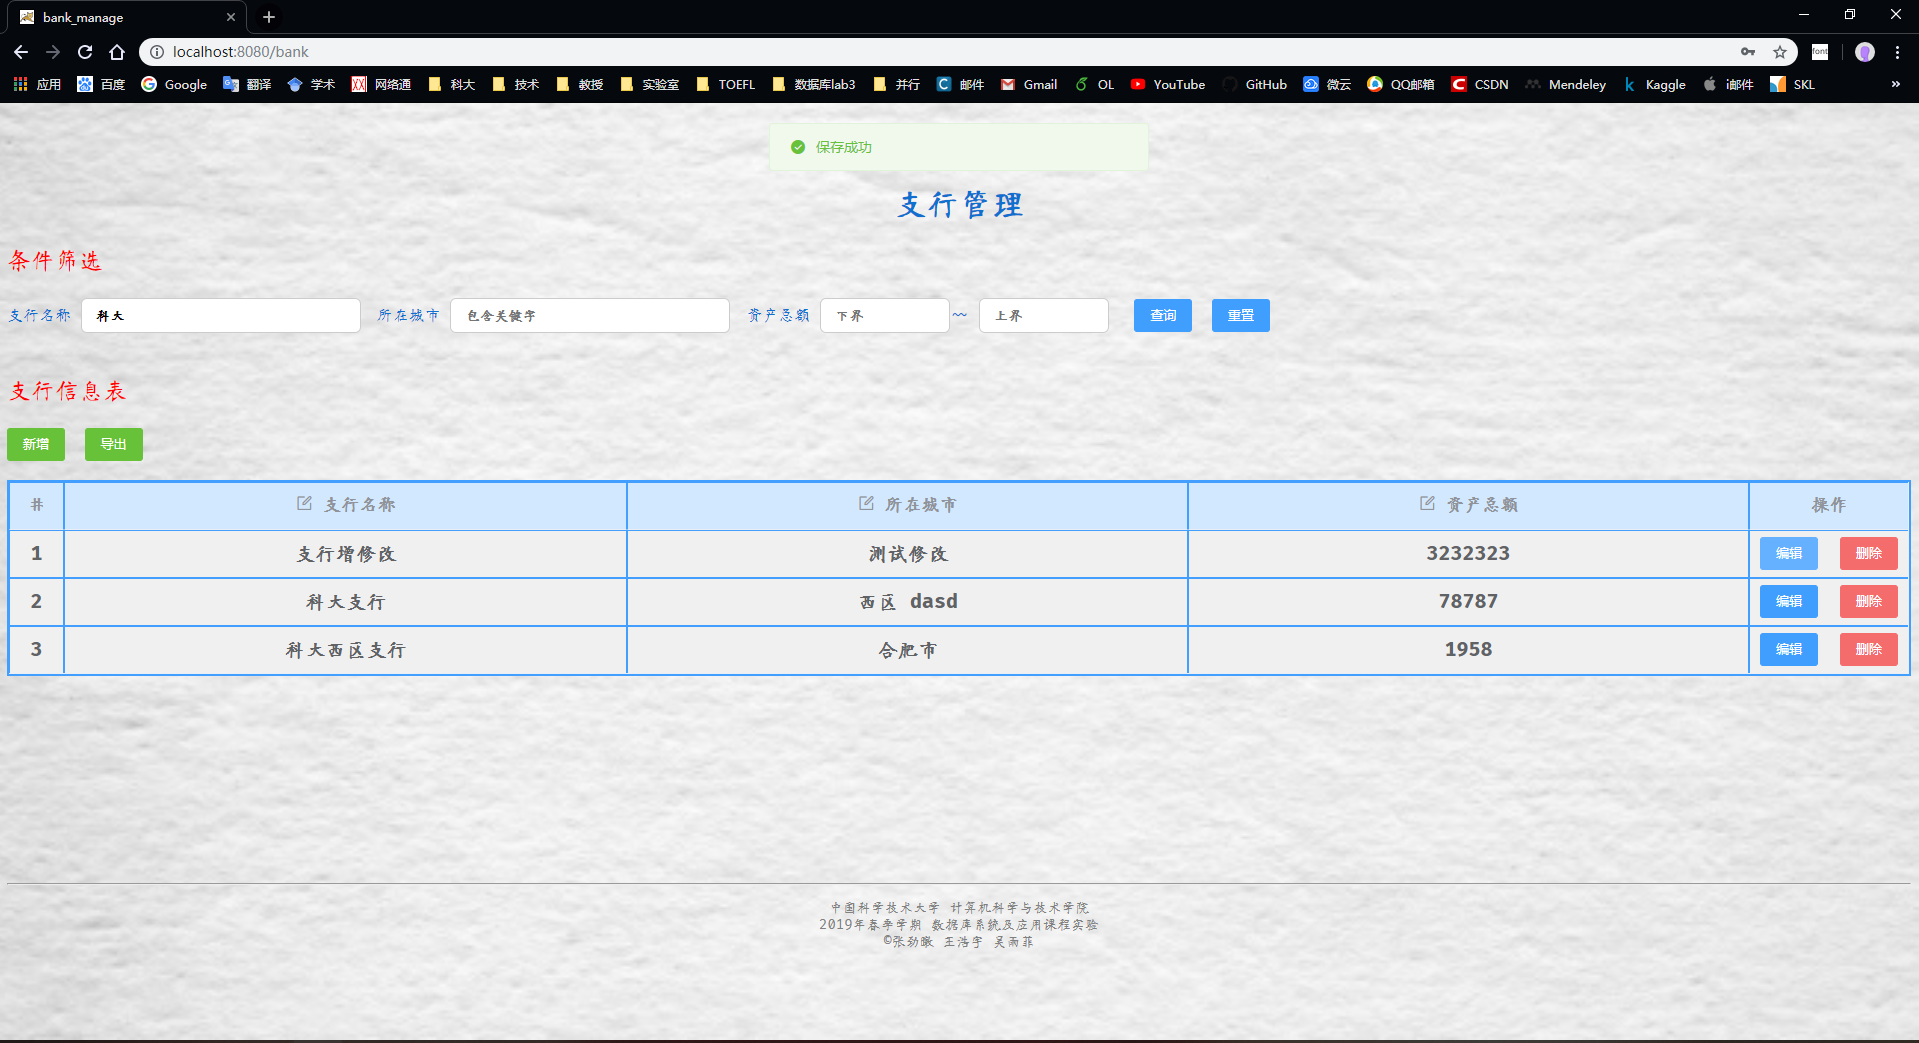 bank_manage
localhost:8080/bank
font
应用 百度 Google 翻译 学术 网络通 科大 技术 教授 实验室 TOEFL 数据库lab3 并行 邮件 Gmail OL YouTube GitHub 微云 QQ邮箱 CSDN Mendeley Kaggle i邮件 SKL »
保存成功
支行管理
条件筛选
支行名称 科大 所在城市 包含关键字 资产总额 下界 ~ 上界 查询 重置
支行信息表
新增 导出
# 支行名称 所在城市 资产总额 操作
1 支行增修改 测试修改 3232323 编辑 删除
2 科大支行 西区 dasd 78787 编辑 删除
3 科大西区支行 合肥市 1958 编辑 删除
中国科学技术大学 计算机科学与技术学院
2019年春季学期 数据库系统及应用课程实验
©张劲暾 王浩宇 吴雨菲